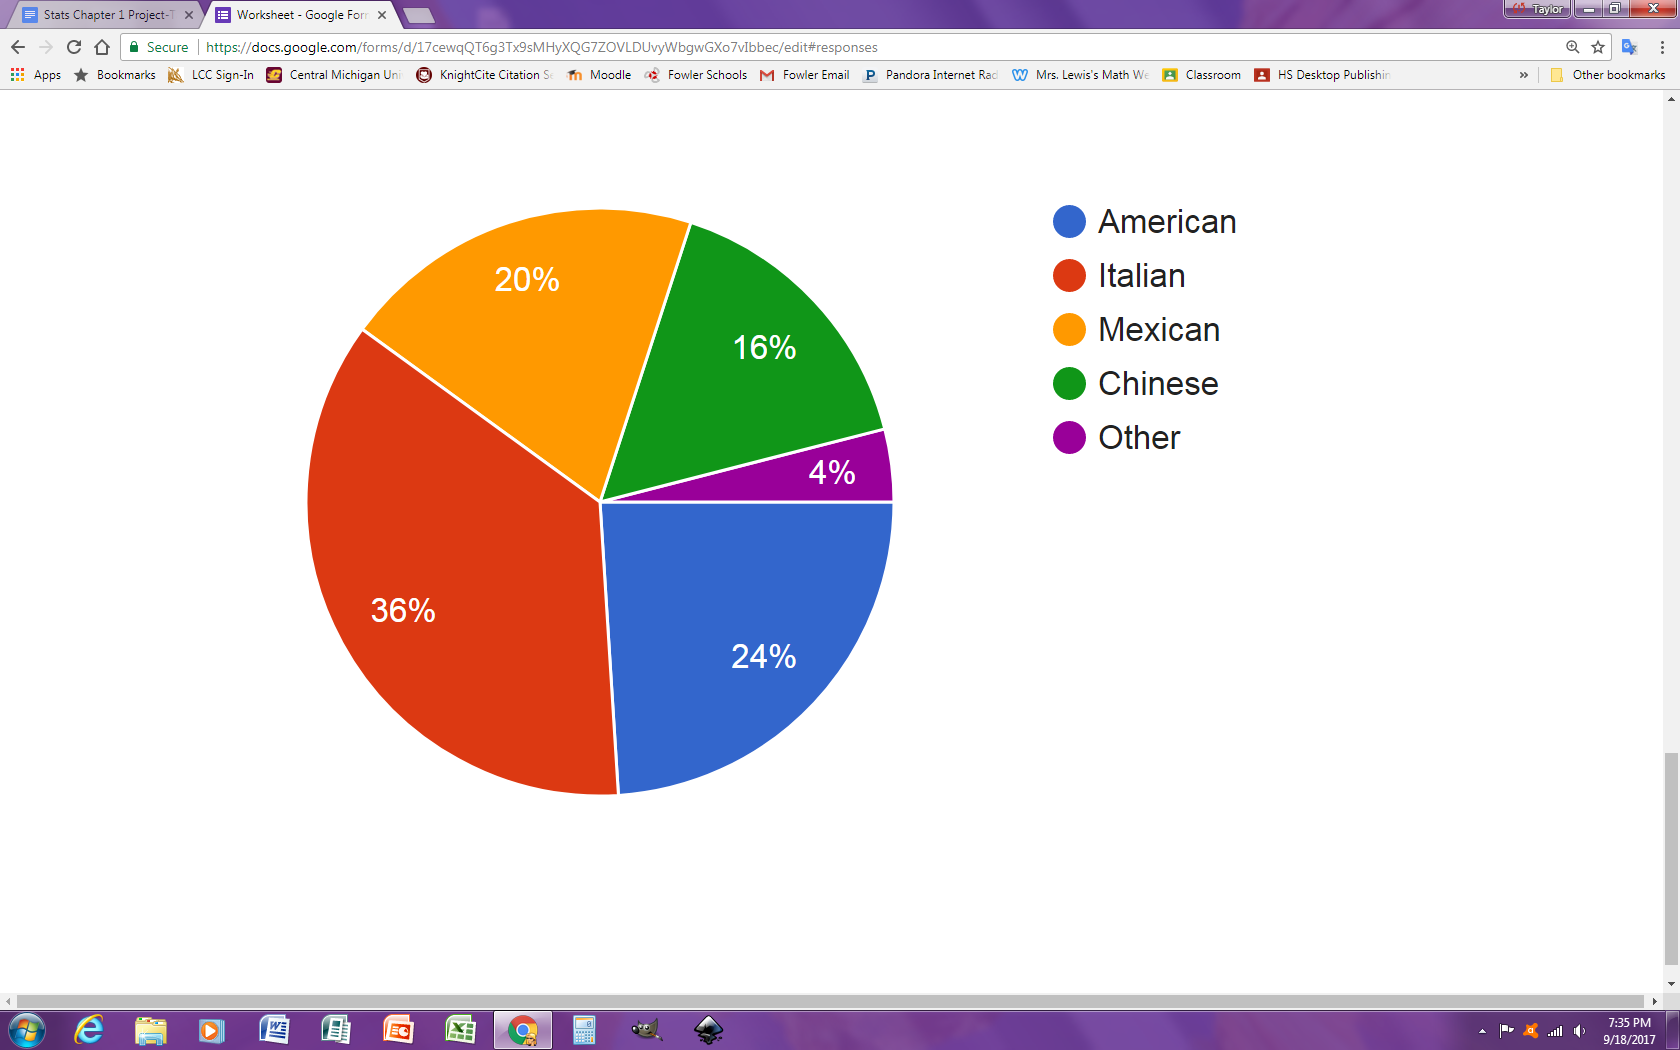 Stats Chapter 1 Project-T
Worksheet - Google For
Taylor
Secure
https://docs.google.com/forms/d/17cewqQT6g3Tx9sMHyXQG7ZOVLDUvyWbgwGXo7vIbbec/edit#responses
Apps
Bookmarks
LCC Sign-In
Central Michigan Uni
KnightCite Citation S
Moodle
Fowler Schools
Fowler Email
Pandora Internet Rad
Mrs. Lewis's Math We
Classroom
HS Desktop Publishin
Other bookmarks
20%
16%
4%
36%
24%
American
Italian
Mexican
Chinese
Other
7:35 PM
9/18/2017